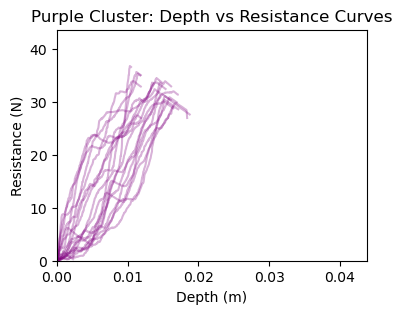 Purple Cluster: Depth vs Resistance Curves
Resistance (N)
40
30
20
10
0
0.00 0.01 0.02 0.03 0.04
Depth (m)